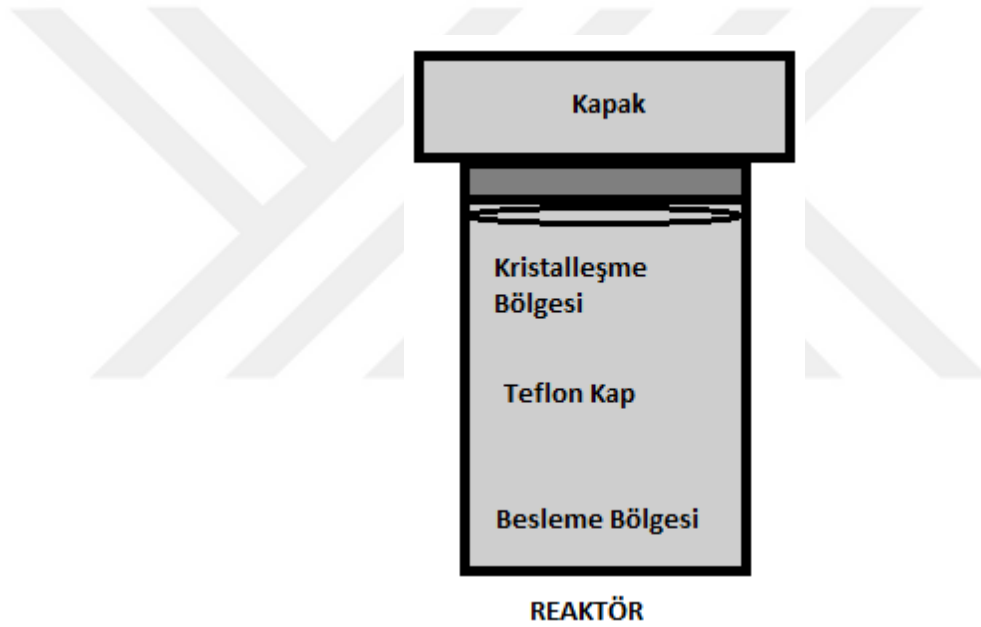 Kapak
Kristalleşme
Bölgesi
Teflon Kap
Besleme Bölgesi
REAKTÖR